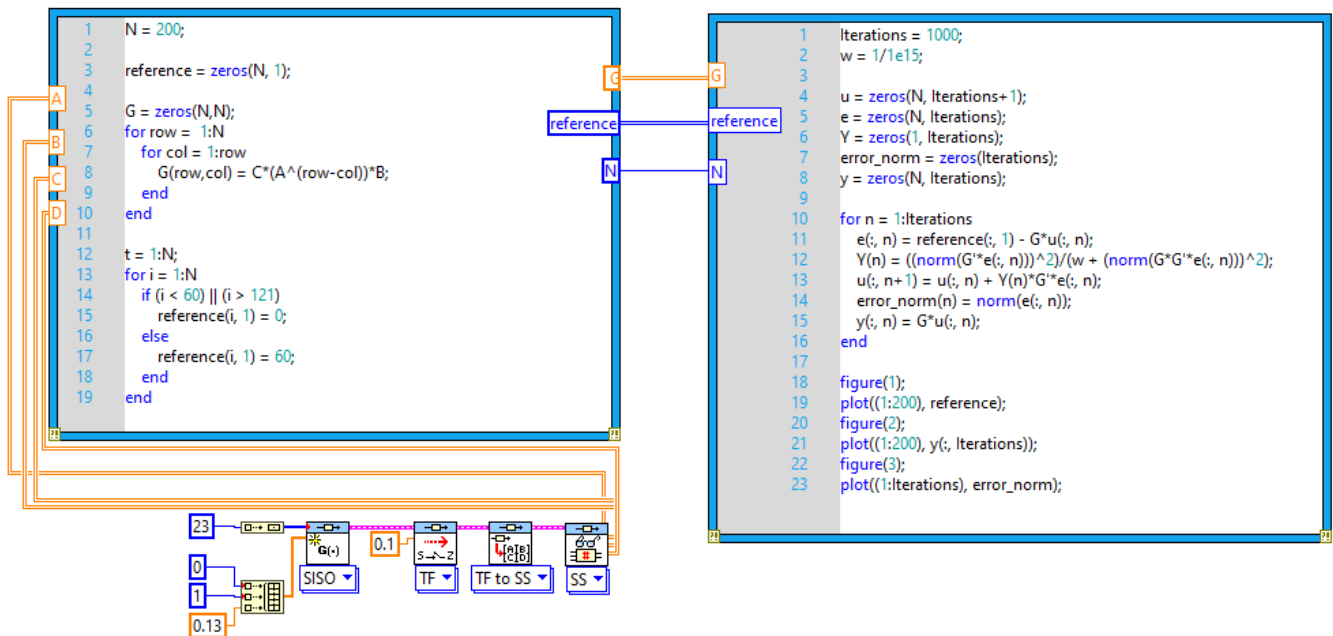 1 N = 200;
2
3 reference = zeros(N, 1);
4
5 G = zeros(N,N);
6 for row = 1:N
7 for col = 1:row
8 G(row,col) = C*(A^(row-col))*B;
9 end
10 end
11
12 t = 1:N;
13 for i = 1:N
14 if (i < 60) || (i > 121)
15 reference(i, 1) = 0;
16 else
17 reference(i, 1) = 60;
18 end
19 end
A
B
C
D
G
reference
N
G
reference
N
1 Iterations = 1000;
2 w = 1/1e15;
3
4 u = zeros(N, Iterations+1);
5 e = zeros(N, Iterations);
6 Y = zeros(1, Iterations);
7 error_norm = zeros(Iterations);
8 y = zeros(N, Iterations);
9
10 for n = 1:Iterations
11 e(:, n) = reference(:, 1) - G*u(:, n);
12 Y(n) = ((norm(G'*e(:, n)))^2)/(w + (norm(G*G'*e(:, n)))^2);
13 u(:, n+1) = u(:, n) + Y(n)*G'*e(:, n);
14 error_norm(n) = norm(e(:, n));
15 y(:, n) = G*u(:, n);
16 end
17
18 figure(1);
19 plot((1:200), reference);
20 figure(2);
21 plot((1:200), y(:, Iterations));
22 figure(3);
23 plot((1:Iterations), error_norm);
23
0
1
0.13
G(·)
SISO
0.1
S Z
TF
[A|B]
[C|D]
TF to SS
#
SS